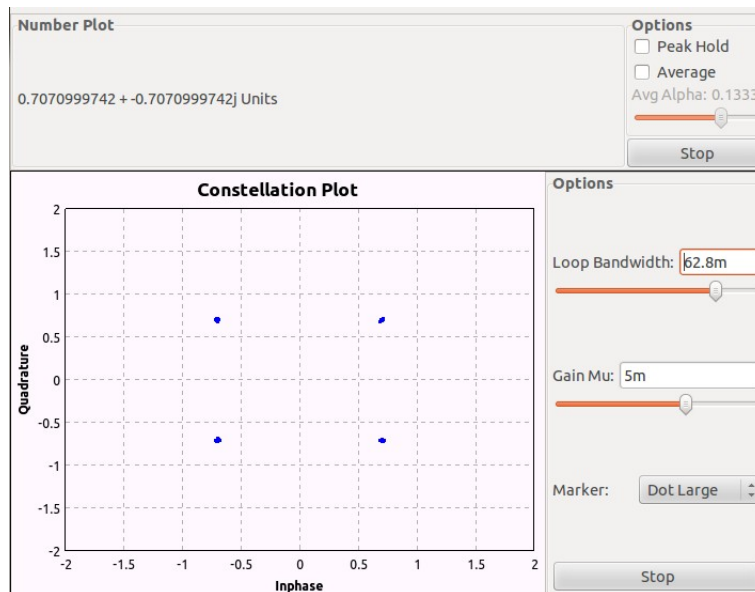 Number Plot
0.7070999742 + -0.7070999742j Units
Options
Peak Hold
Average
Avg Alpha: 0.1333
Stop
Constellation Plot
2
1.5
1
0.5
0
-0.5
-1
-1.5
-2
Quadrature
-2 -1.5 -1 -0.5 0 0.5 1 1.5 2
Inphase
Options
Loop Bandwidth: 62.8m
Gain Mu: 5m
Marker: Dot Large
Stop